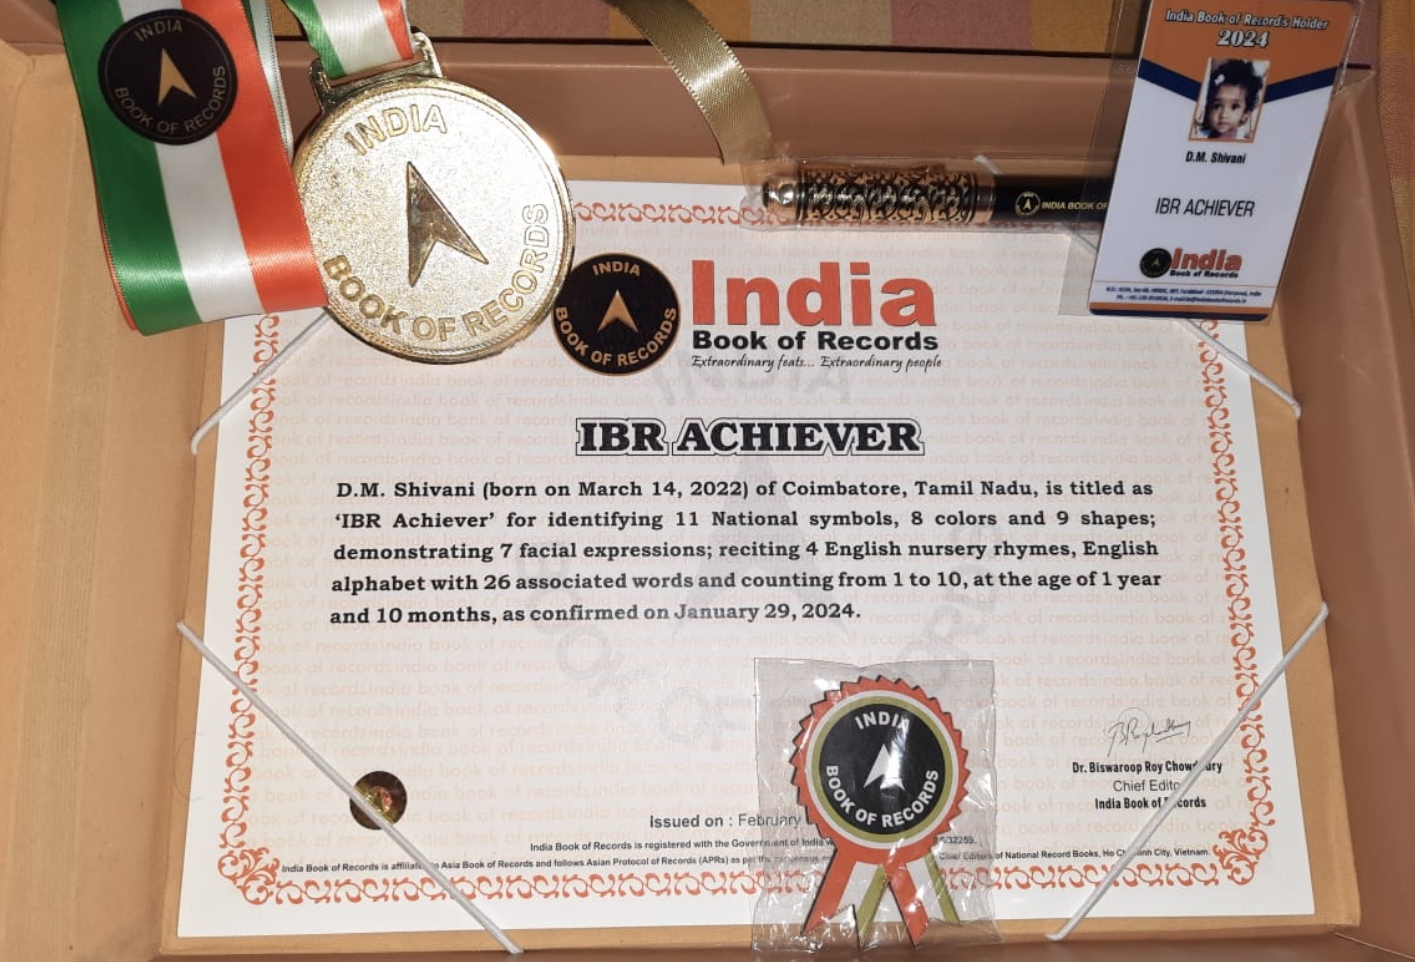 INDIA
BOOK OF RECORDS
INDIA
BOOK OF RECORDS
India Book of Records Holder
2024
D.M. Shivani
IBR ACHIEVER
India
Book of Records
INDIA BOOK OF
INDIA
BOOK OF RECORDS
India
Book of Records
Extraordinary feats... Extraordinary people
IBR ACHIEVER
D.M. Shivani (born on March 14, 2022) of Coimbatore, Tamil Nadu, is titled as
‘IBR Achiever’ for identifying 11 National symbols, 8 colors and 9 shapes;
demonstrating 7 facial expressions; reciting 4 English nursery rhymes, English
alphabet with 26 associated words and counting from 1 to 10, at the age of 1 year
and 10 months, as confirmed on January 29, 2024.
INDIA
BOOK OF RECORDS
Dr. Biswaroop Roy Chowdhury
Chief Editor
India Book of Records
Issued on : February
India Book of Records is registered with the Government of India
India Book of Records is affiliated to Asia Book of Records and follows Asian Protocol of Records (APRs) as per the consensus
Chief Editors of National Record Books, Ho Chi Minh City, Vietnam.